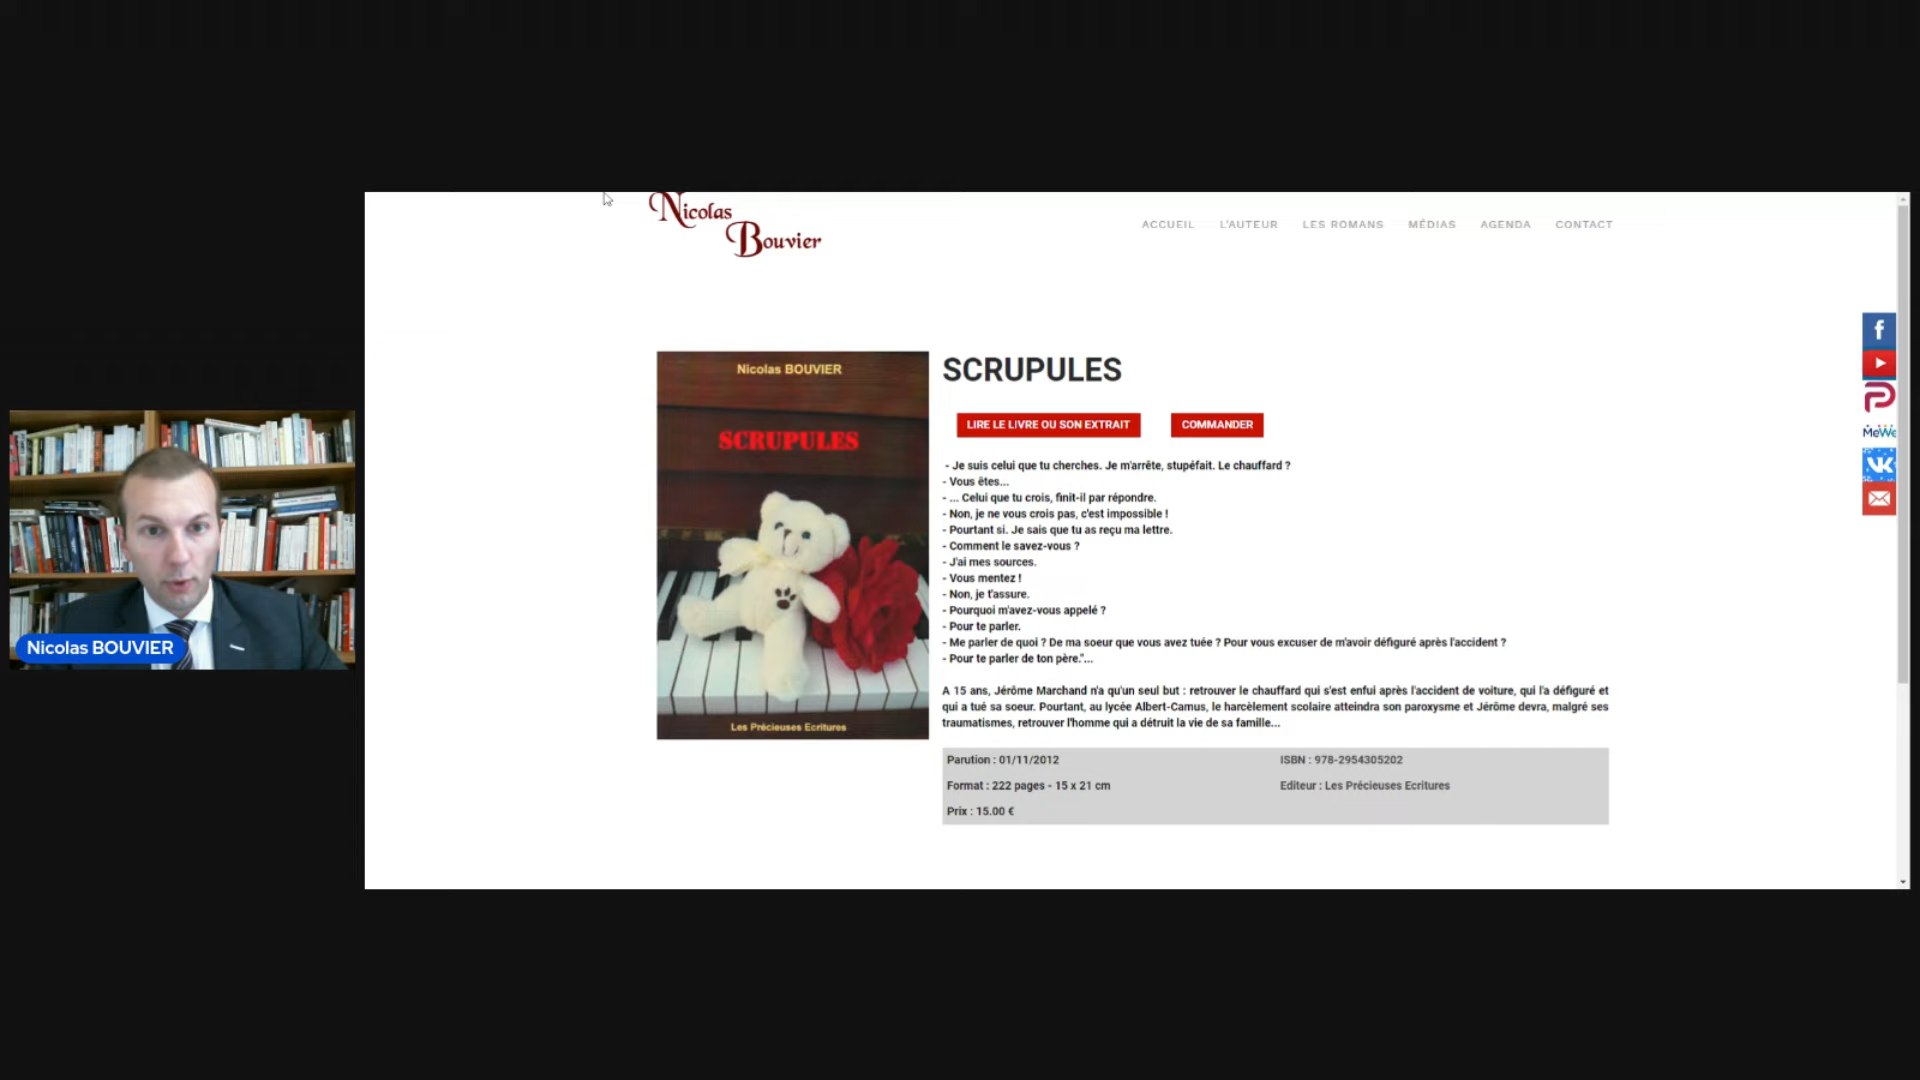 Nicolas
Bouvier
ACCUEIL L'AUTEUR LES ROMANS MÉDIAS AGENDA CONTACT
Nicolas BOUVIER
SCRUPULES
Les Précieuses Ecritures
SCRUPULES
LIRE LE LIVRE OU SON EXTRAIT COMMANDER
- Je suis celui que tu cherches. Je m'arrête, stupéfait. Le chauffard ?
- Vous êtes...
- ... Celui que tu crois, finit-il par répondre.
- Non, je ne vous crois pas, c'est impossible !
- Pourtant si. Je sais que tu as reçu ma lettre.
- Comment le savez-vous ?
- J'ai mes sources.
- Vous mentez !
- Non, je t'assure.
- Pourquoi m'avez-vous appelé ?
- Pour te parler.
- Me parler de quoi ? De ma soeur que vous avez tuée ? Pour vous excuser de m'avoir défiguré après l'accident ?
- Pour te parler de ton père."...
A 15 ans, Jérôme Marchand n'a qu'un seul but : retrouver le chauffard qui s'est enfui après l'accident de voiture, qui l'a défiguré et
qui a tué sa soeur. Pourtant, au lycée Albert-Camus, le harcèlement scolaire atteindra son paroxysme et Jérôme devra, malgré ses
traumatismes, retrouver l'homme qui a détruit la vie de sa famille...
Parution : 01/11/2012 ISBN : 978-2954305202
Format : 222 pages - 15 x 21 cm Editeur : Les Précieuses Ecritures
Prix : 15.00 €
MeWe
Nicolas BOUVIER